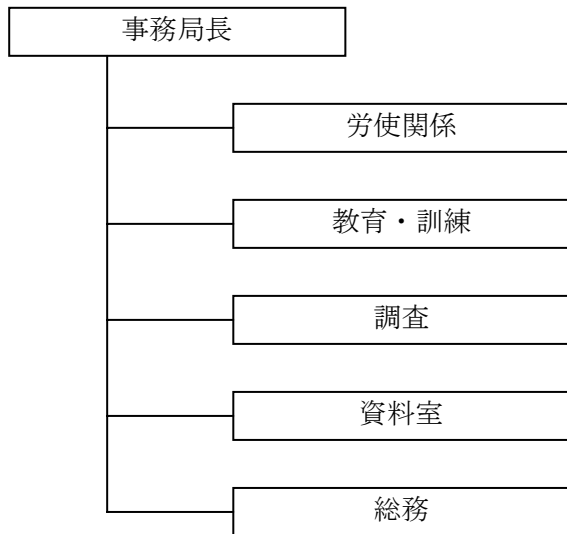 事務局長
労使関係
教育・訓練
調査
資料室
総務